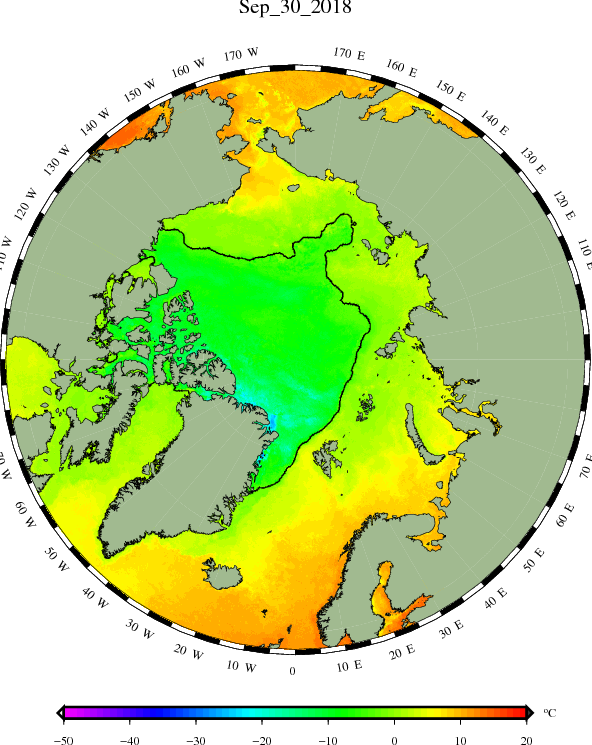 Sep_30_2018
170 W
170 E
160 W
160 E
150 W
150 E
140 W
140 E
130 W
130 E
120 W
120 E
110 E
70 E
60 W
60 E
50 W
50 E
40 W
40 E
30 W
30 E
20 W
20 E
10 W
10 E
0
°C
−50 −40 −30 −20 −10 0 10 20